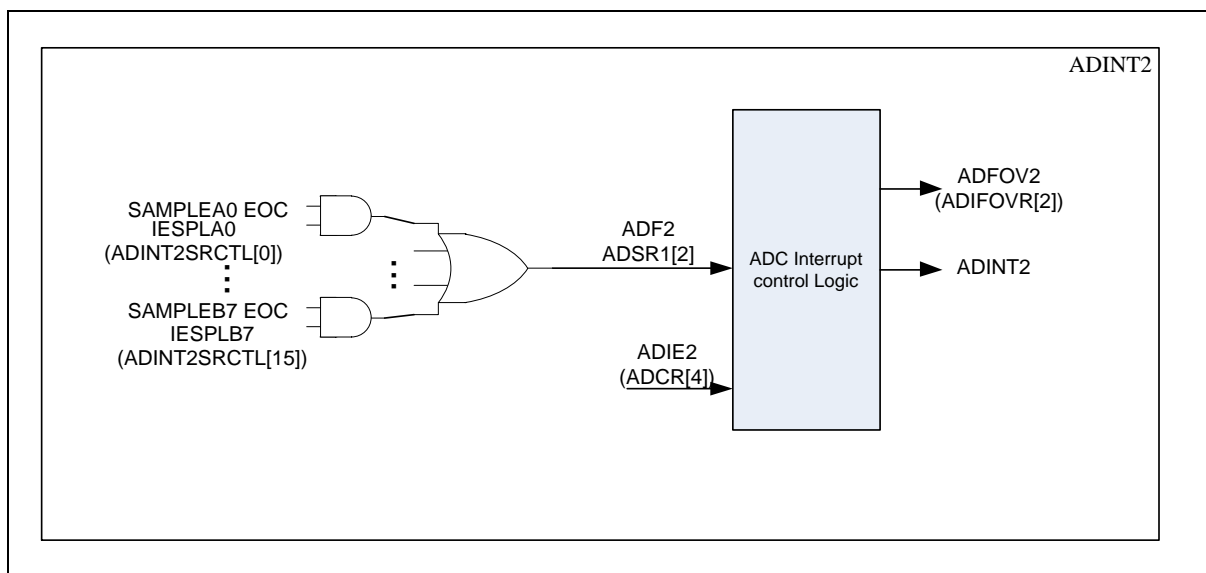 ADINT2
SAMPLEA0 EOC
IESPLA0
(ADINT2SRCTL[0])
SAMPLEB7 EOC
IESPLB7
(ADINT2SRCTL[15])
ADF2
ADSR1[2]
ADIE2
(ADCR[4])
ADC Interrupt
control Logic
ADFOV2
(ADIFOVR[2])
ADINT2